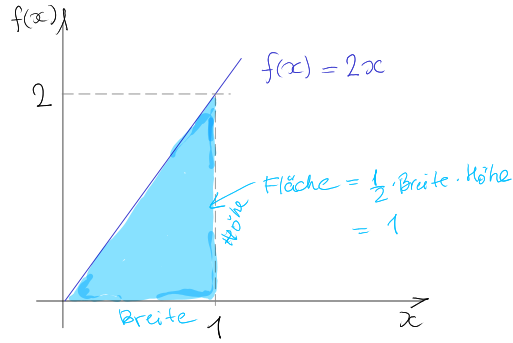 f(x)
f(x) = 2x
2
Fläche = 1/2 · Breite · Höhe
= 1
Höhe
Breite
1
x